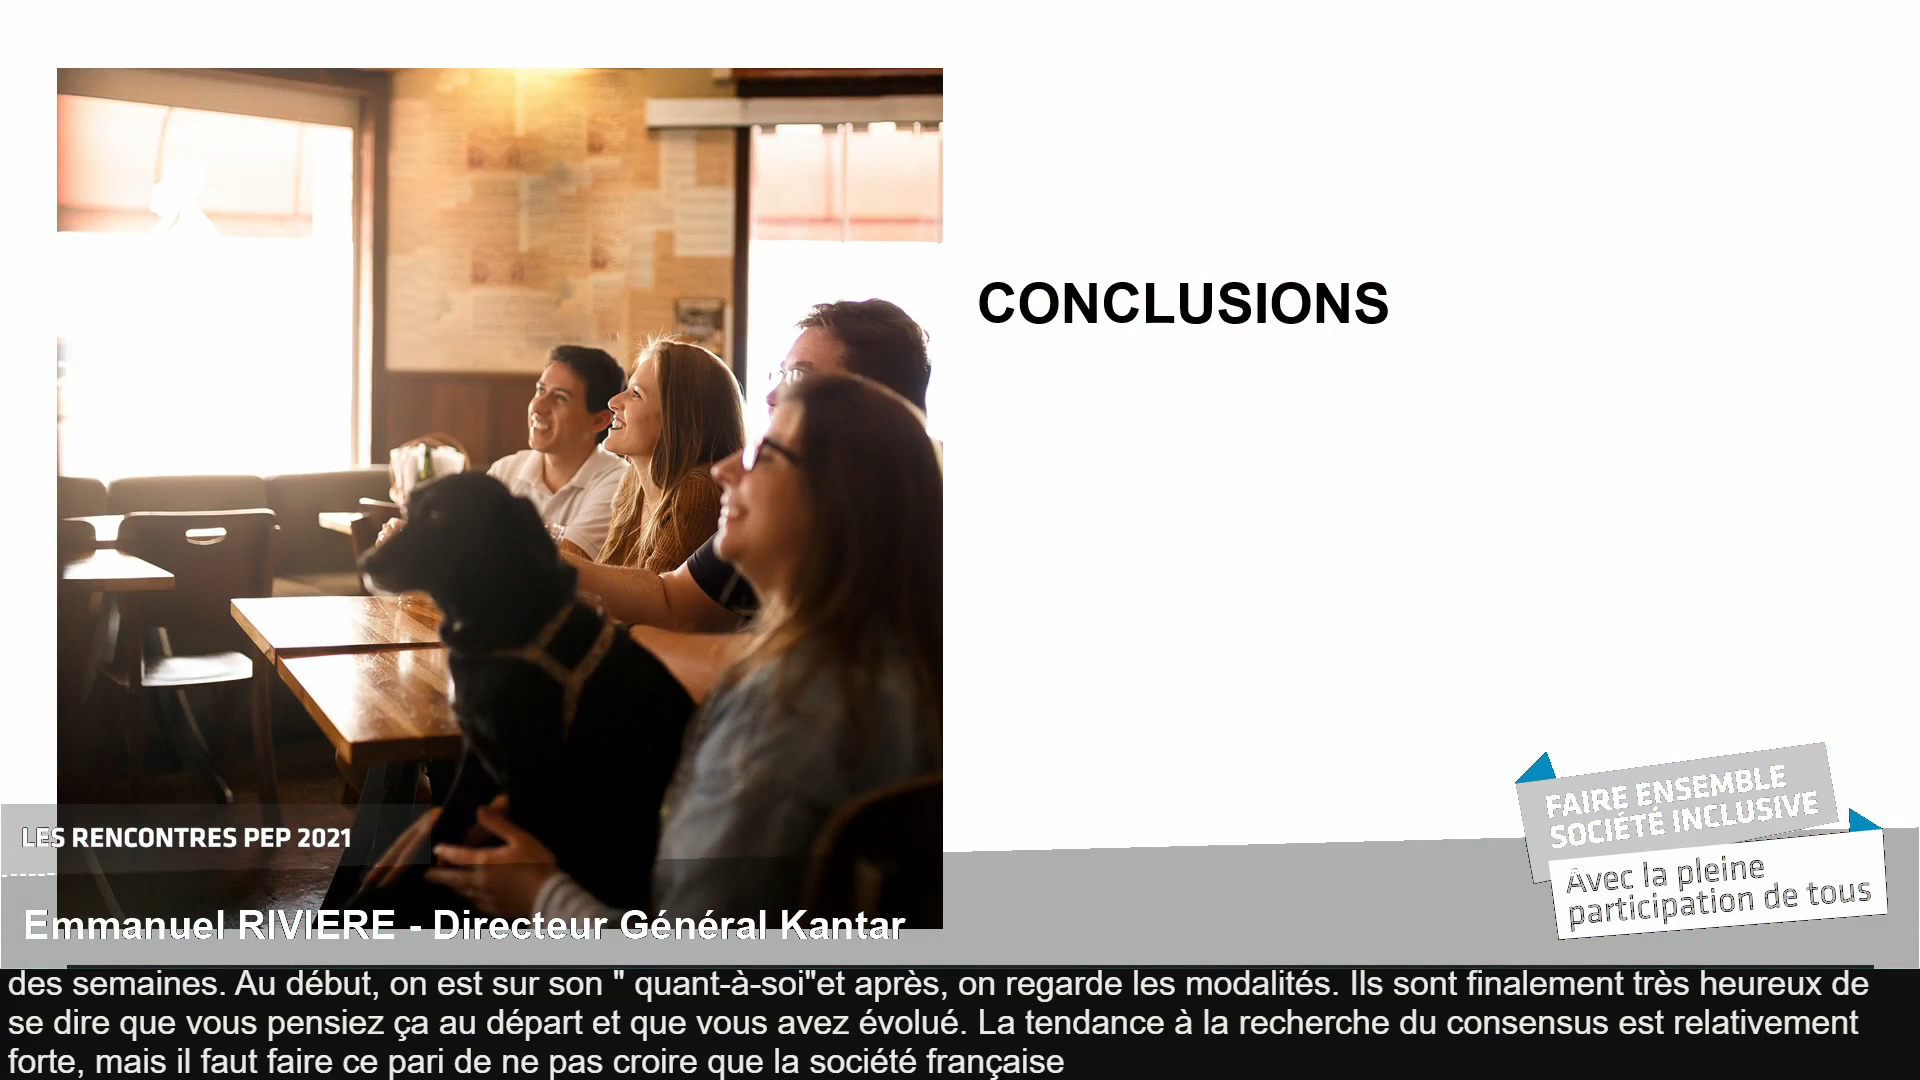 CONCLUSIONS
FAIRE ENSEMBLE
SOCIÉTÉ INCLUSIVE
Avec la pleine
participation de tous
LES RENCONTRES PEP 2021
Emmanuel RIVIERE - Directeur Général Kantar
des semaines. Au début, on est sur son " quant-à-soi"et après, on regarde les modalités. Ils sont finalement très heureux de
se dire que vous pensiez ça au départ et que vous avez évolué. La tendance à la recherche du consensus est relativement
forte, mais il faut faire ce pari de ne pas croire que la société française